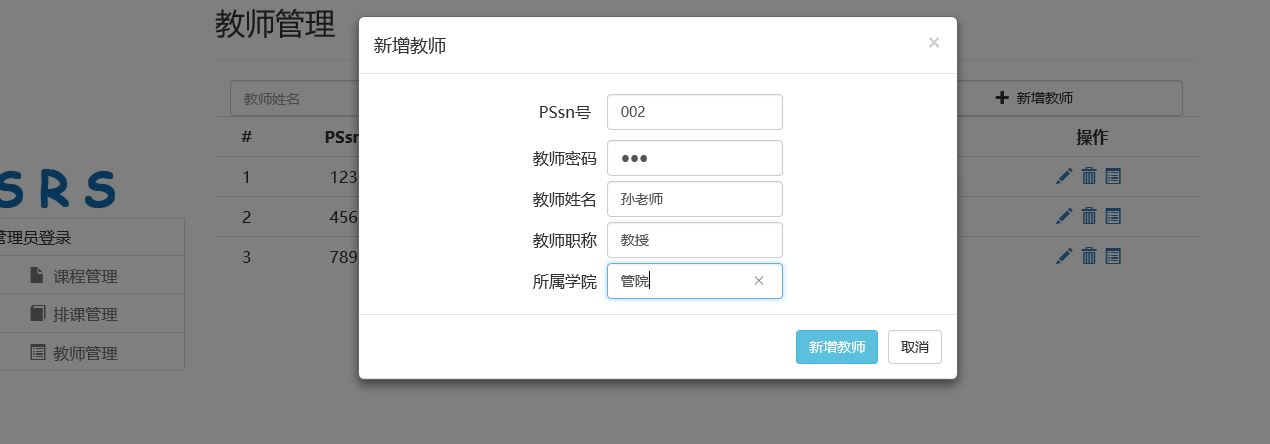 教师管理
新增教师 ×
PSsn号 002
教师密码 ●●●
教师姓名 孙老师
教师职称 教授
所属学院 管院 ×
新增教师 取消
教师姓名
新增教师
# PSsn 操作
1 123
2 456
3 789
SRS
管理员登录
课程管理
排课管理
教师管理